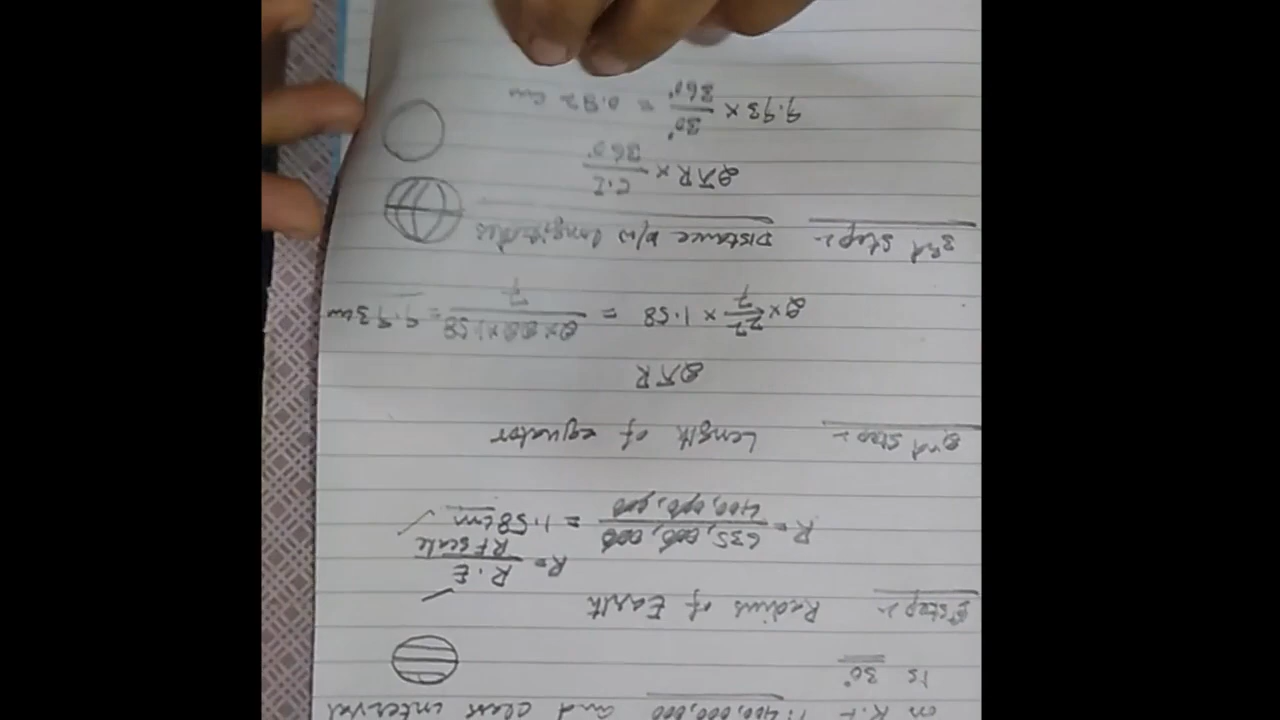 on R.F 1:400,000,000 and class interval
is 30°
1st step:- Radius of Earth
R = R.E / RF scale
R = 635,000,000 / 400,000,000 = 1.58 cm
2nd step:- Length of equator
2πR
2 × 22/7 × 1.58 = 2×22×1.58 / 7 = 9.93 cm
3rd step:- Distance b/w longitudes
2πR × C.I / 360°
9.93 × 30° / 360° = 0.82 cm